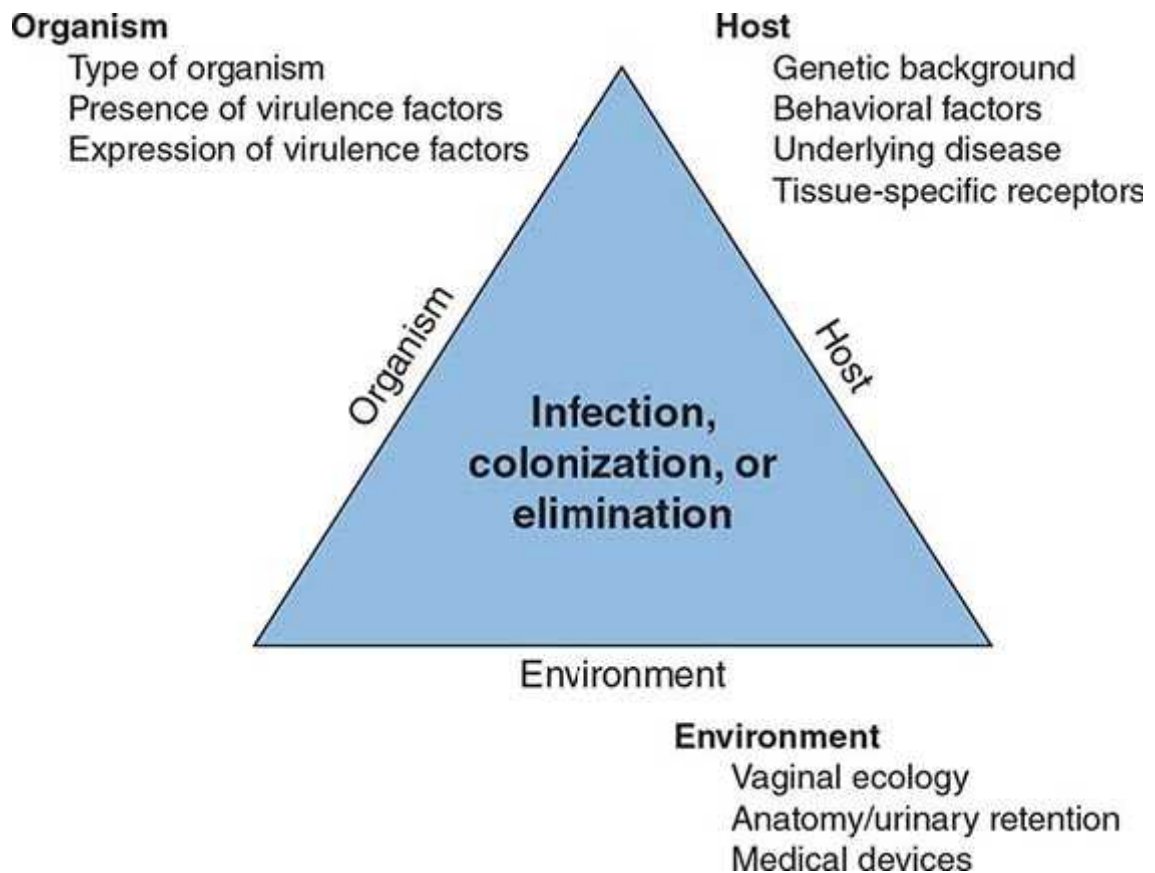 Organism
Type of organism
Presence of virulence factors
Expression of virulence factors
Host
Genetic background
Behavioral factors
Underlying disease
Tissue-specific receptors
Organism
Host
Infection,
colonization, or
elimination
Environment
Environment
Vaginal ecology
Anatomy/urinary retention
Medical devices